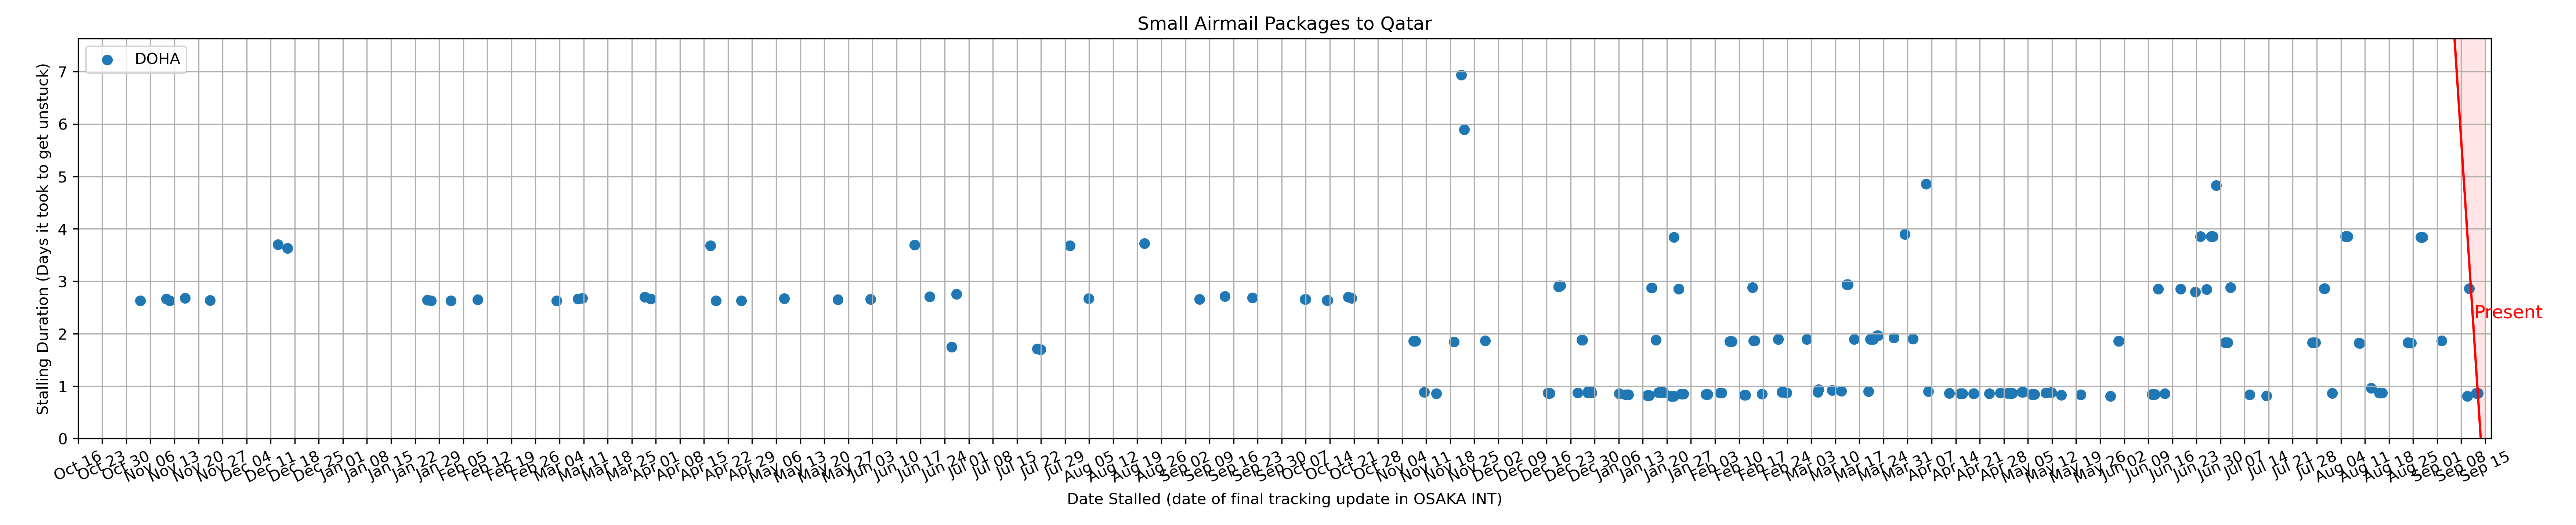 Small Airmail Packages to Qatar
DOHA
Stalling Duration (Days it took to get unstuck)
7
6
5
4
3
2
1
0
Present
Oct 16 Oct 23 Oct 30 Nov 06 Nov 13 Nov 20 Nov 27 Dec 04 Dec 11 Dec 18 Dec 25 Jan 01 Jan 08 Jan 15 Jan 22 Jan 29 Feb 05 Feb 12 Feb 19 Feb 26 Mar 04 Mar 11 Mar 18 Mar 25 Apr 01 Apr 08 Apr 15 Apr 22 Apr 29 May 06 May 13 May 20 May 27 Jun 03 Jun 10 Jun 17 Jun 24 Jul 01 Jul 08 Jul 15 Jul 22 Jul 29 Aug 05 Aug 12 Aug 19 Aug 26 Sep 02 Sep 09 Sep 16 Sep 23 Sep 30 Oct 07 Oct 14 Oct 21 Oct 28 Nov 04 Nov 11 Nov 18 Nov 25 Dec 02 Dec 09 Dec 16 Dec 23 Dec 30 Jan 06 Jan 13 Jan 20 Jan 27 Feb 03 Feb 10 Feb 17 Feb 24 Mar 03 Mar 10 Mar 17 Mar 24 Mar 31 Apr 07 Apr 14 Apr 21 Apr 28 May 05 May 12 May 19 May 26 Jun 02 Jun 09 Jun 16 Jun 23 Jun 30 Jul 07 Jul 14 Jul 21 Jul 28 Aug 04 Aug 11 Aug 18 Aug 25 Sep 01 Sep 08 Sep 15
Date Stalled (date of final tracking update in OSAKA INT)